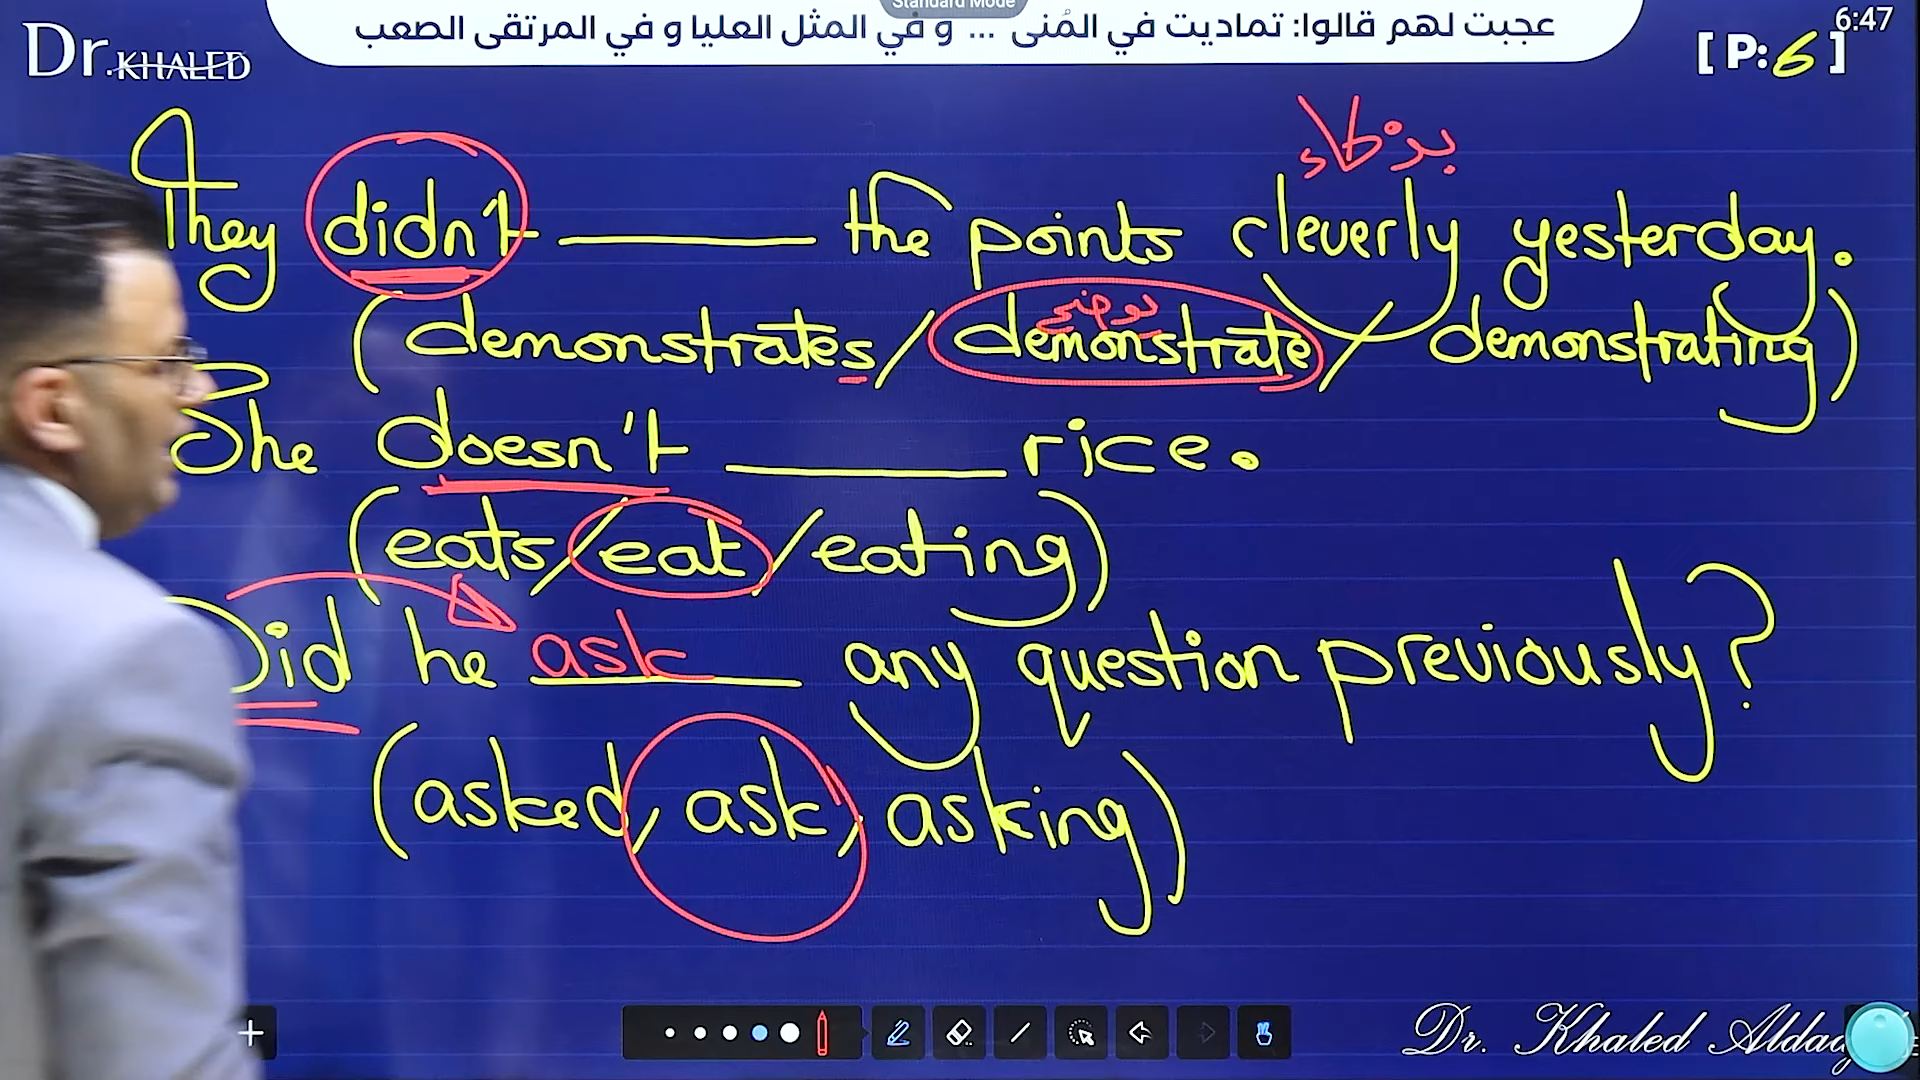 Standard Mode
عجبت لهم قالوا: تماديت في المُنى ... و في المثل العليا و في المرتقى الصعب
6:47
Dr.KHALED
[ P:6 ]
بذكاء
They didn't ______ the points cleverly yesterday.
يوضح
(demonstrates/demonstrate/demonstrating)
She doesn't ______ rice.
(eats/eat/eating)
Did he ask any question previously?
(asked, ask, asking)
Dr. Khaled